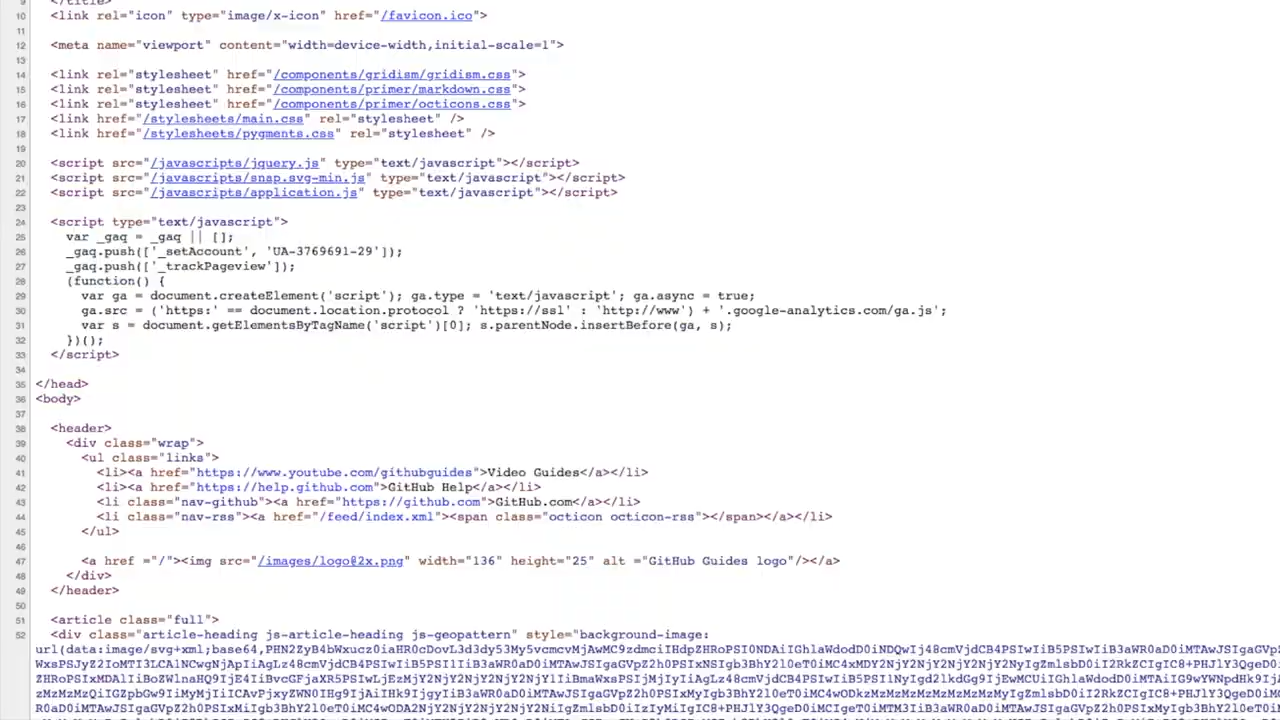 9 </title>
10 <link rel="icon" type="image/x-icon" href="/favicon.ico">
11
12 <meta name="viewport" content="width=device-width,initial-scale=1">
13
14 <link rel="stylesheet" href="/components/gridism/gridism.css">
15 <link rel="stylesheet" href="/components/primer/markdown.css">
16 <link rel="stylesheet" href="/components/primer/octicons.css">
17 <link href="/stylesheets/main.css" rel="stylesheet" />
18 <link href="/stylesheets/pygments.css" rel="stylesheet" />
19
20 <script src="/javascripts/jquery.js" type="text/javascript"></script>
21 <script src="/javascripts/snap.svg-min.js" type="text/javascript"></script>
22 <script src="/javascripts/application.js" type="text/javascript"></script>
23
24 <script type="text/javascript">
25 var _gaq = _gaq || [];
26 _gaq.push(['_setAccount', 'UA-3769691-29']);
27 _gaq.push(['_trackPageview']);
28 (function() {
29 var ga = document.createElement('script'); ga.type = 'text/javascript'; ga.async = true;
30 ga.src = ('https:' == document.location.protocol ? 'https://ssl' : 'http://www') + '.google-analytics.com/ga.js';
31 var s = document.getElementsByTagName('script')[0]; s.parentNode.insertBefore(ga, s);
32 })();
33 </script>
34
35 </head>
36 <body>
37
38 <header>
39 <div class="wrap">
40 <ul class="links">
41 <li><a href="https://www.youtube.com/githubguides">Video Guides</a></li>
42 <li><a href="https://help.github.com">GitHub Help</a></li>
43 <li class="nav-github"><a href="https://github.com">GitHub.com</a></li>
44 <li class="nav-rss"><a href="/feed/index.xml"><span class="octicon octicon-rss"></span></a></li>
45 </ul>
46
47 <a href ="/"><img src="/images/logo@2x.png" width="136" height="25" alt ="GitHub Guides logo"/></a>
48 </div>
49 </header>
50
51 <article class="full">
52 <div class="article-heading js-article-heading js-geopattern" style="background-image: